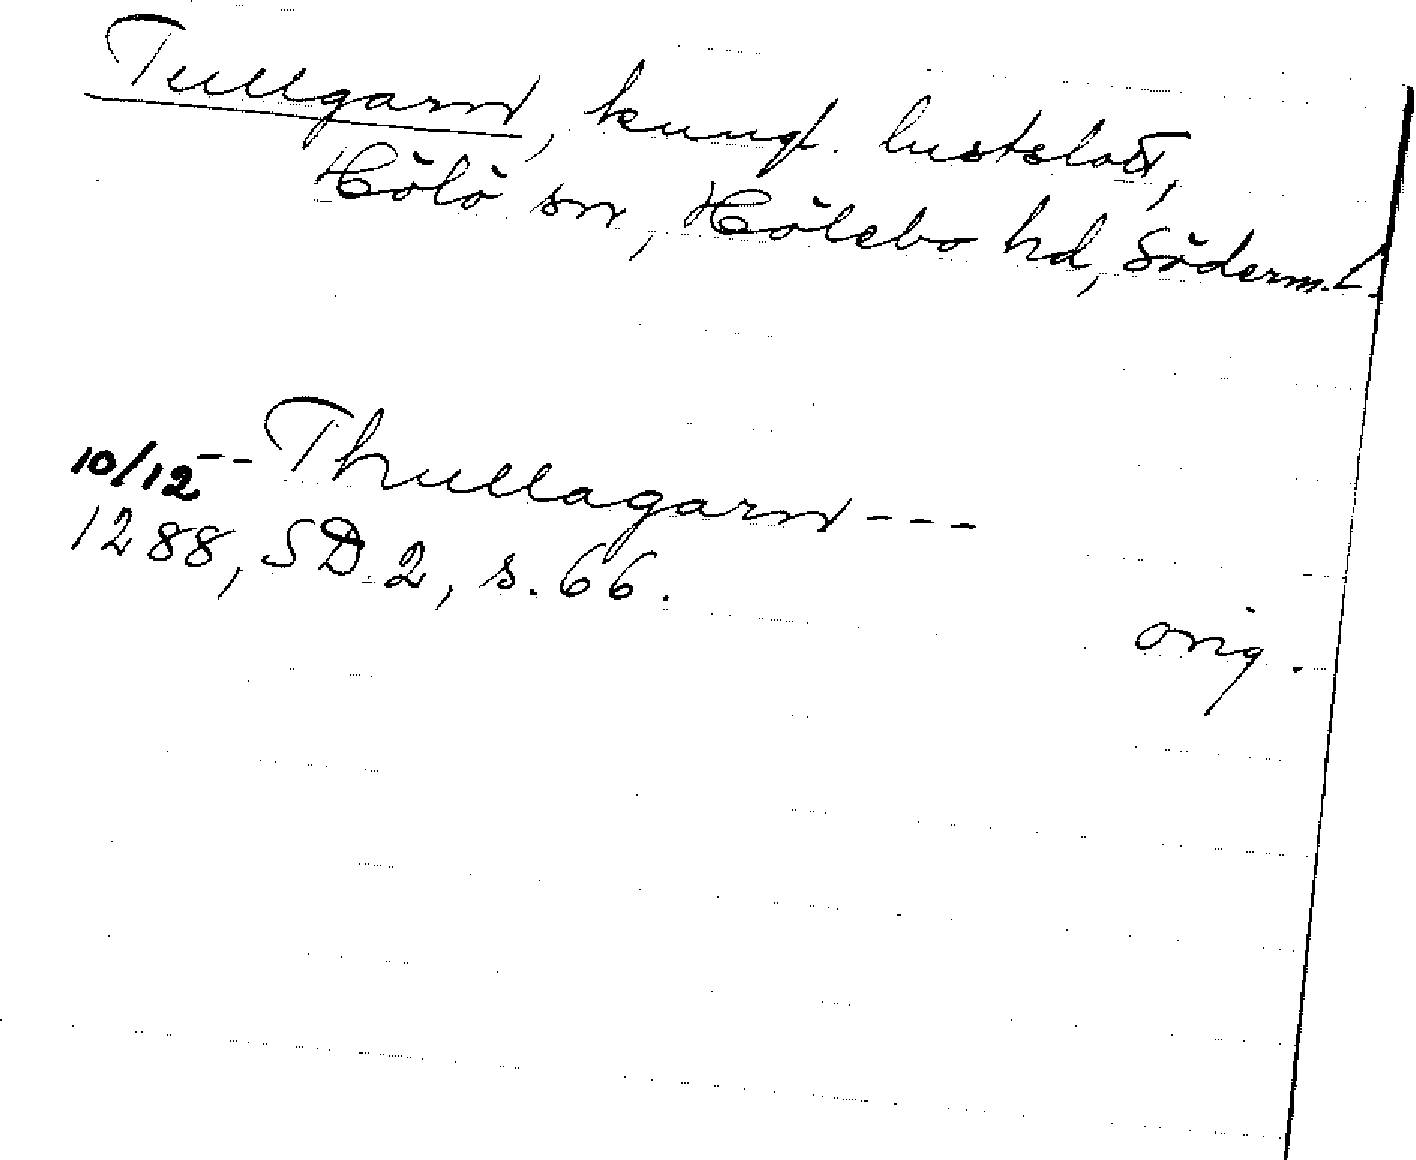 Tullgarn, kungl. lustslott,
Hölö sn, Hölebo hd, Söderm.l.
10/12 -- Thullagarn ---
1288, SD 2, s. 66.
orig.